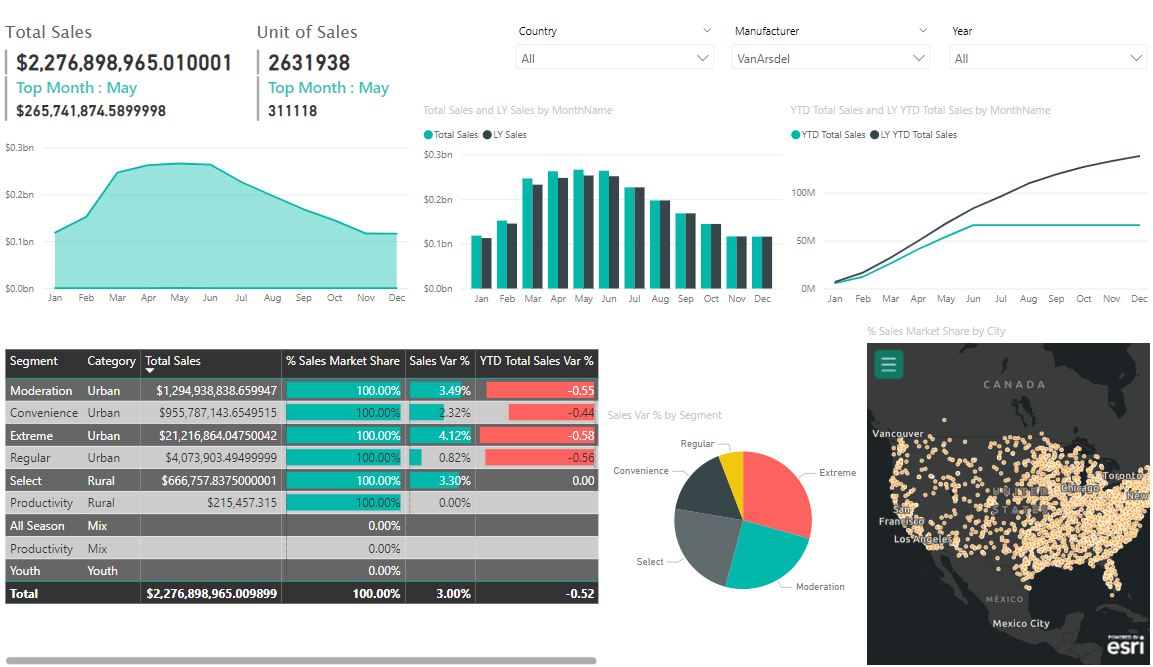 Total Sales
$2,276,898,965.010001
Top Month : May
$265,741,874.5899998
Unit of Sales
2631938
Top Month : May
311118
Country
All
Manufacturer
VanArsdel
Year
All
$0.3bn
$0.2bn
$0.1bn
$0.0bn
Jan Feb Mar Apr May Jun Jul Aug Sep Oct Nov Dec
Total Sales and LY Sales by MonthName
Total Sales LY Sales
$0.3bn
$0.2bn
$0.1bn
$0.0bn
Jan Feb Mar Apr May Jun Jul Aug Sep Oct Nov Dec
YTD Total Sales and LY YTD Total Sales by MonthName
YTD Total Sales LY YTD Total Sales
100M
50M
0M
Jan Feb Mar Apr May Jun Jul Aug Sep Oct Nov Dec
Segment Category Total Sales % Sales Market Share Sales Var % YTD Total Sales Var %
Moderation Urban $1,294,938,838.659947 100.00% 3.49% -0.55
Convenience Urban $955,787,143.6549515 100.00% 2.32% -0.44
Extreme Urban $21,216,864.04750042 100.00% 4.12% -0.58
Regular Urban $4,073,903.49499999 100.00% 0.82% -0.56
Select Rural $666,757.8375000001 100.00% 3.30% 0.00
Productivity Rural $215,457.315 100.00% 0.00%
All Season Mix 0.00%
Productivity Mix 0.00%
Youth Youth 0.00%
Total $2,276,898,965.009899 100.00% 3.00% -0.52
Sales Var % by Segment
Regular
Convenience
Extreme
Select
Moderation
% Sales Market Share by City
CANADA
Vancouver
Toronto
Chicago
New
UNITED
STATES
San
Francisco
Los Angeles
MÉXICO
Mexico City
POWERED BY
esri